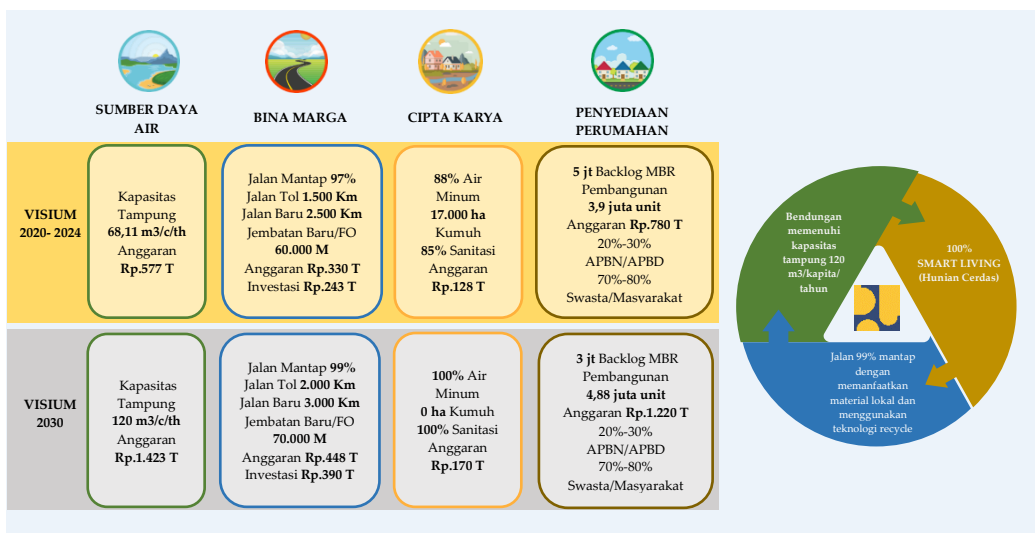 SUMBER DAYA
AIR
BINA MARGA
CIPTA KARYA
PENYEDIAAN
PERUMAHAN
VISIUM
2020- 2024
Kapasitas
Tampung
68,11 m3/c/th
Anggaran
Rp.577 T
Jalan Mantap 97%
Jalan Tol 1.500 Km
Jalan Baru 2.500 Km
Jembatan Baru/FO
60.000 M
Anggaran Rp.330 T
Investasi Rp.243 T
88% Air
Minum
17.000 ha
Kumuh
85% Sanitasi
Anggaran
Rp.128 T
5 jt Backlog MBR
Pembangunan
3,9 juta unit
Anggaran Rp.780 T
20%-30%
APBN/APBD
70%-80%
Swasta/Masyarakat
VISIUM
2030
Kapasitas
Tampung
120 m3/c/th
Anggaran
Rp.1.423 T
Jalan Mantap 99%
Jalan Tol 2.000 Km
Jalan Baru 3.000 Km
Jembatan Baru/FO
70.000 M
Anggaran Rp.448 T
Investasi Rp.390 T
100% Air
Minum
0 ha Kumuh
100% Sanitasi
Anggaran
Rp.170 T
3 jt Backlog MBR
Pembangunan
4,88 juta unit
Anggaran Rp.1.220 T
20%-30%
APBN/APBD
70%-80%
Swasta/Masyarakat
Bendungan
memenuhi
kapasitas
tampung 120
m3/kapita/
tahun
100%
SMART LIVING
(Hunian Cerdas)
Jalan 99% mantap
dengan
memanfaatkan
material lokal dan
menggunakan
teknologi recycle